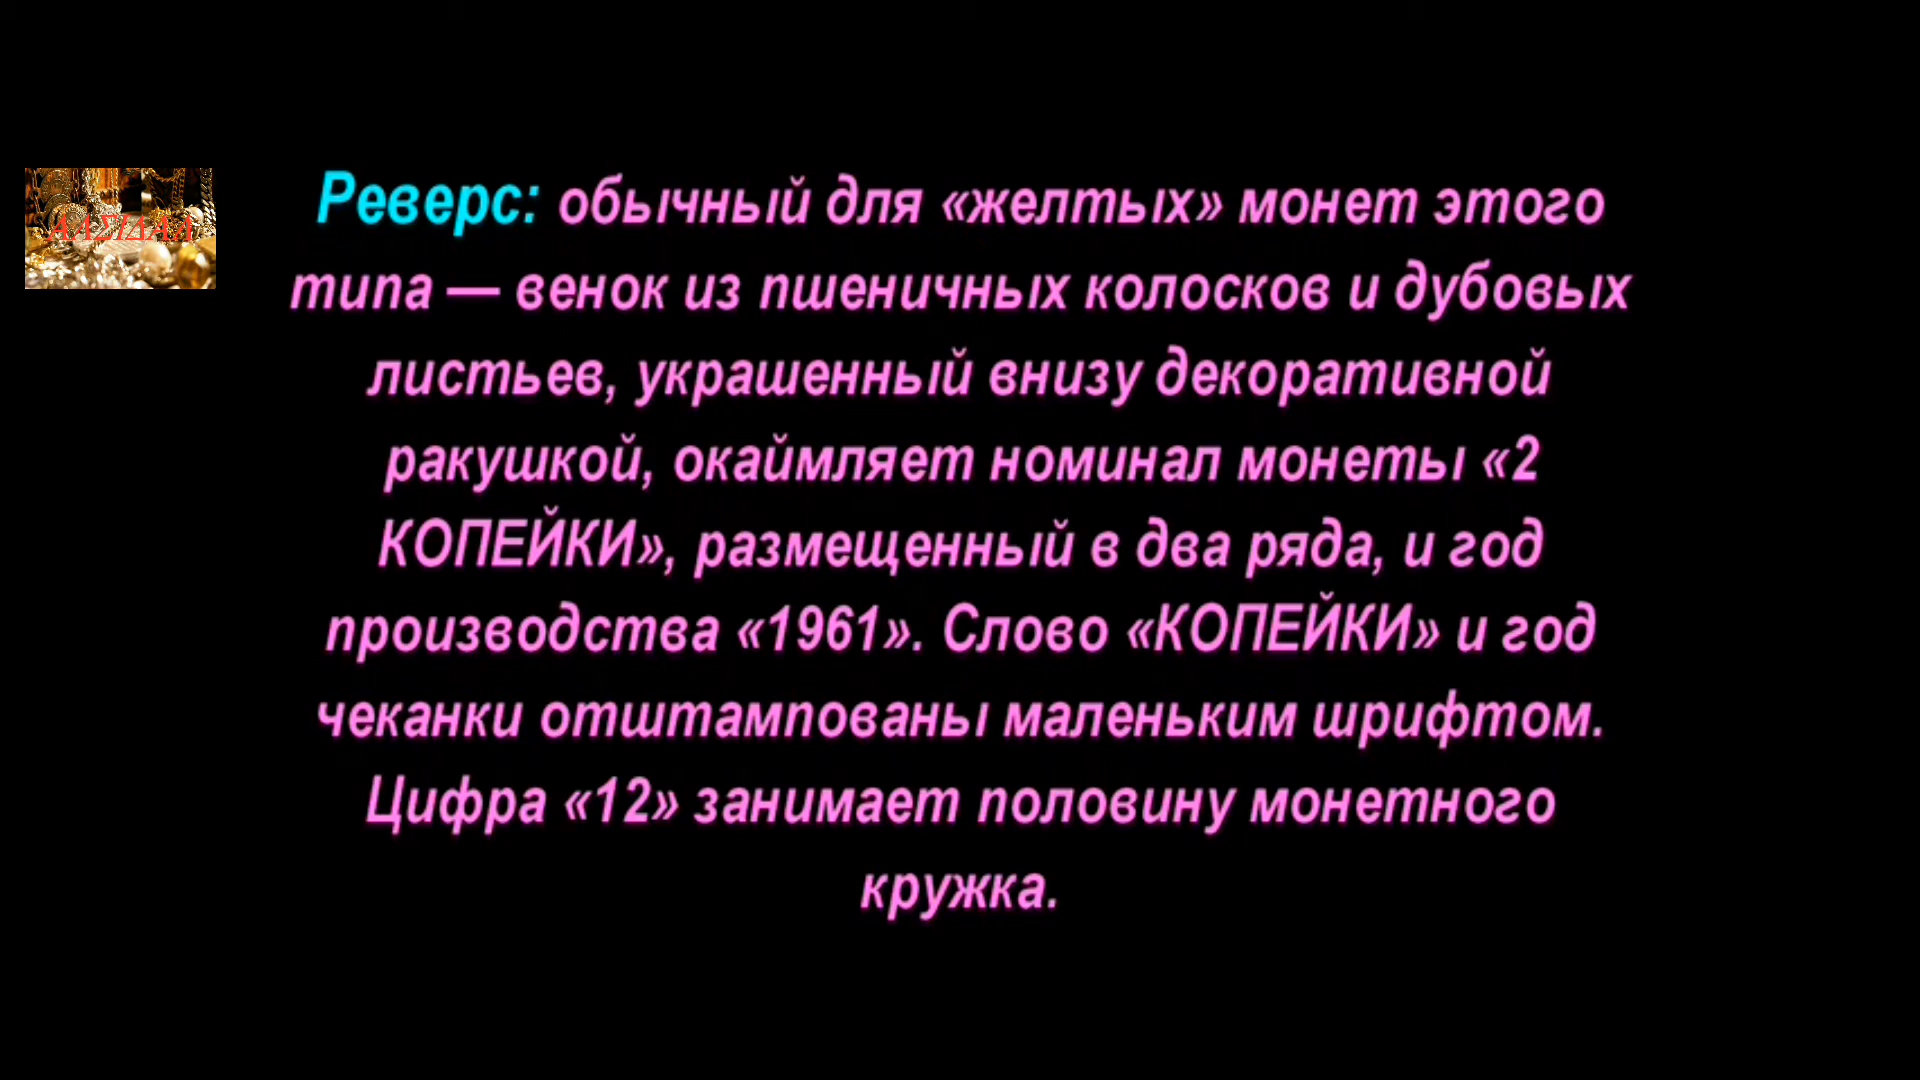 Реверс: обычный для «желтых» монет этого
типа — венок из пшеничных колосков и дубовых
листьев, украшенный внизу декоративной
ракушкой, окаймляет номинал монеты «2
КОПЕЙКИ», размещенный в два ряда, и год
производства «1961». Слово «КОПЕЙКИ» и год
чеканки отштампованы маленьким шрифтом.
Цифра «12» занимает половину монетного
кружка.